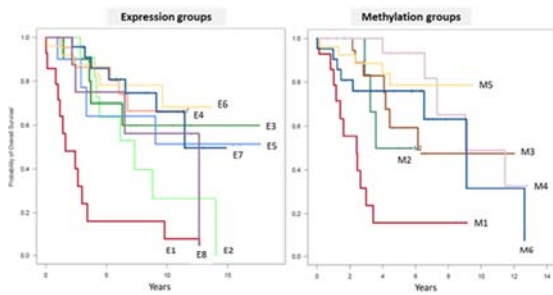 Expression groups
Methylation groups
Probability of Overall Survival
1.0
0.8
0.6
0.4
0.2
0.0
E6
E4
E3
E5
E7
E1
E8
E2
0
5
10
15
Years
1.0
0.8
0.6
0.4
0.2
M5
M2
M3
M4
M1
M6
0
2
4
6
8
10
12
14
Years